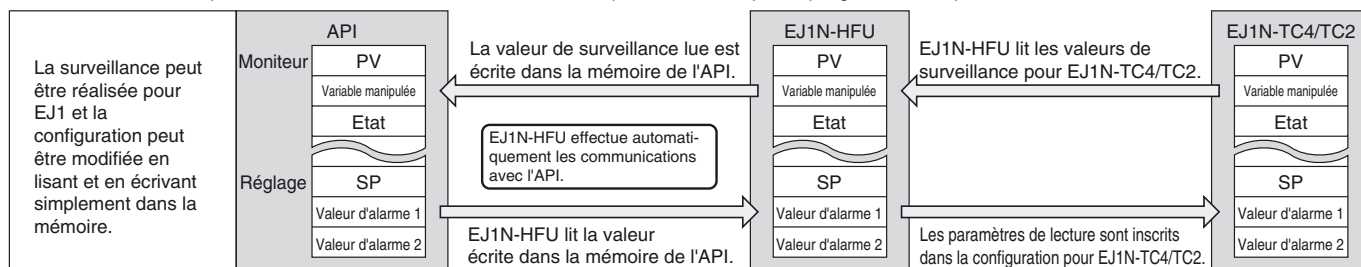 La surveillance peut
être réalisée pour
EJ1 et la
configuration peut
être modifiée en
lisant et en écrivant
simplement dans la
mémoire.
API
Moniteur
PV
Variable manipulée
Etat
Réglage
SP
Valeur d'alarme 1
Valeur d'alarme 2
La valeur de surveillance lue est
écrite dans la mémoire de l'API.
EJ1N-HFU effectue automati-
quement les communications
avec l'API.
EJ1N-HFU lit la valeur
écrite dans la mémoire de l'API.
EJ1N-HFU
PV
Variable manipulée
Etat
SP
Valeur d'alarme 1
Valeur d'alarme 2
EJ1N-HFU lit les valeurs de
surveillance pour EJ1N-TC4/TC2.
Les paramètres de lecture sont inscrits
dans la configuration pour EJ1N-TC4/TC2.
EJ1N-TC4/TC2
PV
Variable manipulée
Etat
SP
Valeur d'alarme 1
Valeur d'alarme 2